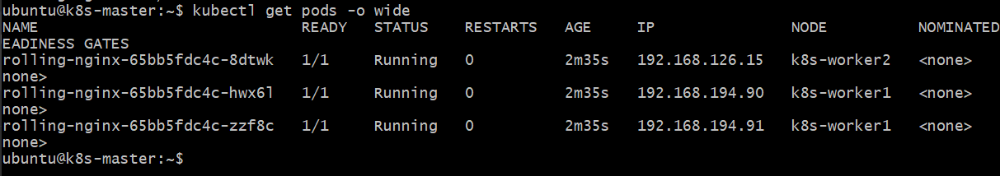 ubuntu@k8s-master:~$ kubectl get pods -o wide
NAME READY STATUS RESTARTS AGE IP NODE NOMINATED
EADINESS GATES
rolling-nginx-65bb5fdc4c-8dtwk 1/1 Running 0 2m35s 192.168.126.15 k8s-worker2 <none>
none>
rolling-nginx-65bb5fdc4c-hwx6l 1/1 Running 0 2m35s 192.168.194.90 k8s-worker1 <none>
none>
rolling-nginx-65bb5fdc4c-zzf8c 1/1 Running 0 2m35s 192.168.194.91 k8s-worker1 <none>
none>
ubuntu@k8s-master:~$